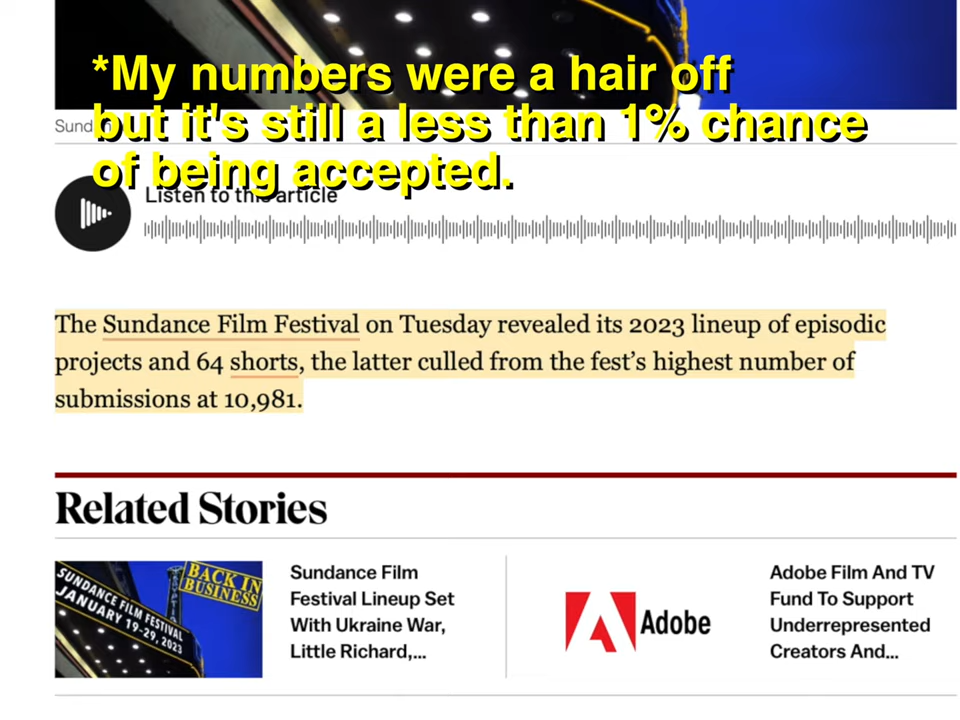 *My numbers were a hair off
but it's still a less than 1% chance
of being accepted.
Listen to this article
The Sundance Film Festival on Tuesday revealed its 2023 lineup of episodic
projects and 64 shorts, the latter culled from the fest’s highest number of
submissions at 10,981.
Related Stories
SUNDANCE FILM FESTIVAL
JANUARY 19-29, 2023
BACK IN
BUSINESS
Sundance Film
Festival Lineup Set
With Ukraine War,
Little Richard,...
Adobe
Adobe Film And TV
Fund To Support
Underrepresented
Creators And...